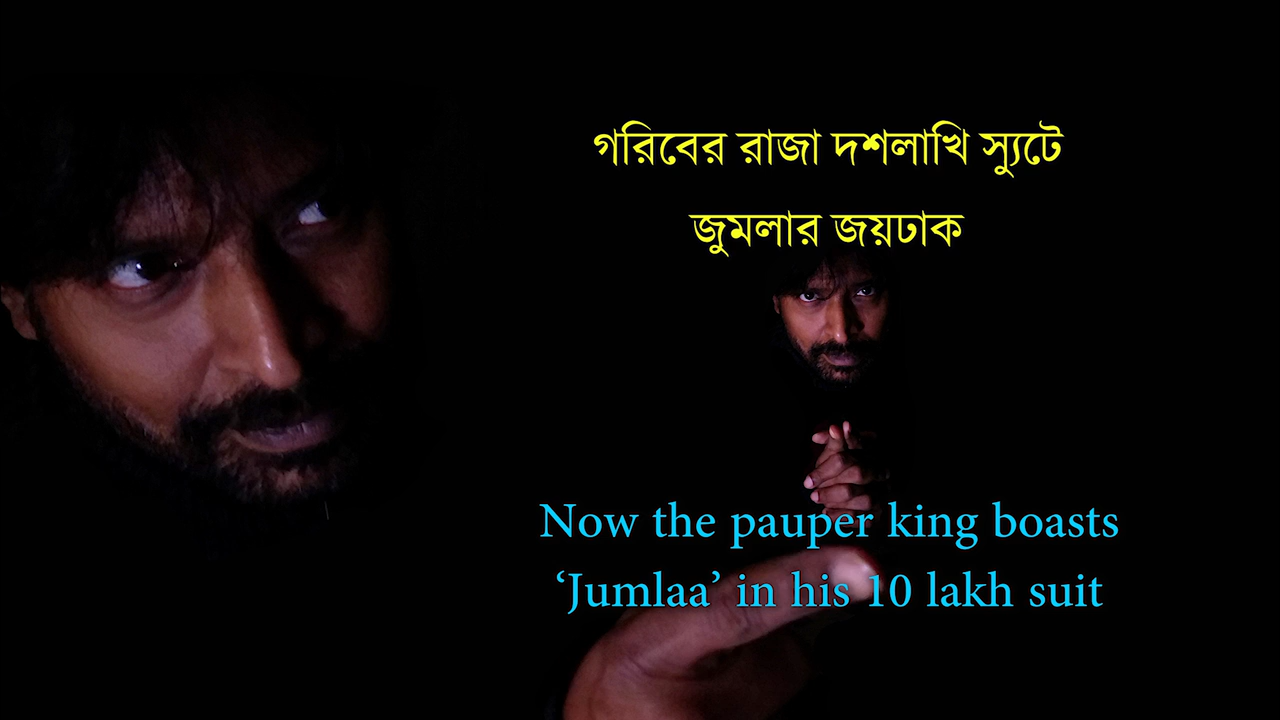 গরিবের রাজা দশলাখি স্যুটে
জুমলার জয়ঢাক
Now the pauper king boasts
‘Jumlaa’ in his 10 lakh suit